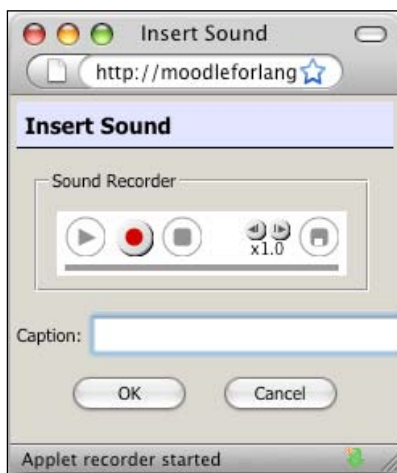 Insert Sound
http://moodleforlang
Insert Sound
Sound Recorder
x1.0
Caption:
OK Cancel
Applet recorder started